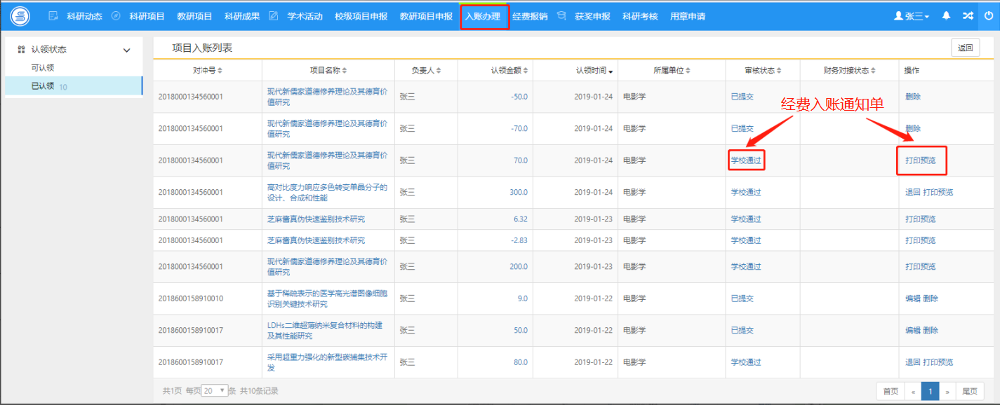 科研动态 科研项目 教研项目 科研成果 学术活动 校级项目申报 教研项目申报 入账办理 经费报销 获奖申报 科研考核 用章申请 张三
认领状态
可认领
已认领 10
项目入账列表 返回
对冲号 项目名称 负责人 认领金额 认领时间 所属单位 审核状态 财务对接状态 操作
2018000134560001 现代新儒家道德修养理论及其德育价值研究 张三 -50.0 2019-01-24 电影学 已提交 删除
经费入账通知单
2018000134560001 现代新儒家道德修养理论及其德育价值研究 张三 -70.0 2019-01-24 电影学 已提交 删除
2018000134560001 现代新儒家道德修养理论及其德育价值研究 张三 70.0 2019-01-24 电影学 学校通过 打印预览
2018000134560001 高对比度力响应多色转变单晶分子的设计、合成和性能 张三 300.0 2019-01-24 电影学 学校通过 退回 打印预览
2018000134560001 芝麻酱真伪快速鉴别技术研究 张三 6.32 2019-01-23 电影学 学校通过 打印预览
2018000134560001 芝麻酱真伪快速鉴别技术研究 张三 -2.83 2019-01-23 电影学 学校通过 打印预览
2018000134560001 现代新儒家道德修养理论及其德育价值研究 张三 200.0 2019-01-23 电影学 学校通过 打印预览
2018600158910010 基于稀疏表示的医学高光谱图像细胞识别关键技术研究 张三 9.0 2019-01-22 电影学 已提交 编辑 删除
2018600158910017 LDHs二维超薄纳米复合材料的构建及其性能研究 张三 50.0 2019-01-22 电影学 已提交 编辑 删除
2018600158910017 采用超重力强化的新型碳捕集技术开发 张三 80.0 2019-01-22 电影学 学校通过 退回 打印预览
共1页 每页 20 条 共10条记录 首页 « 1 » 尾页